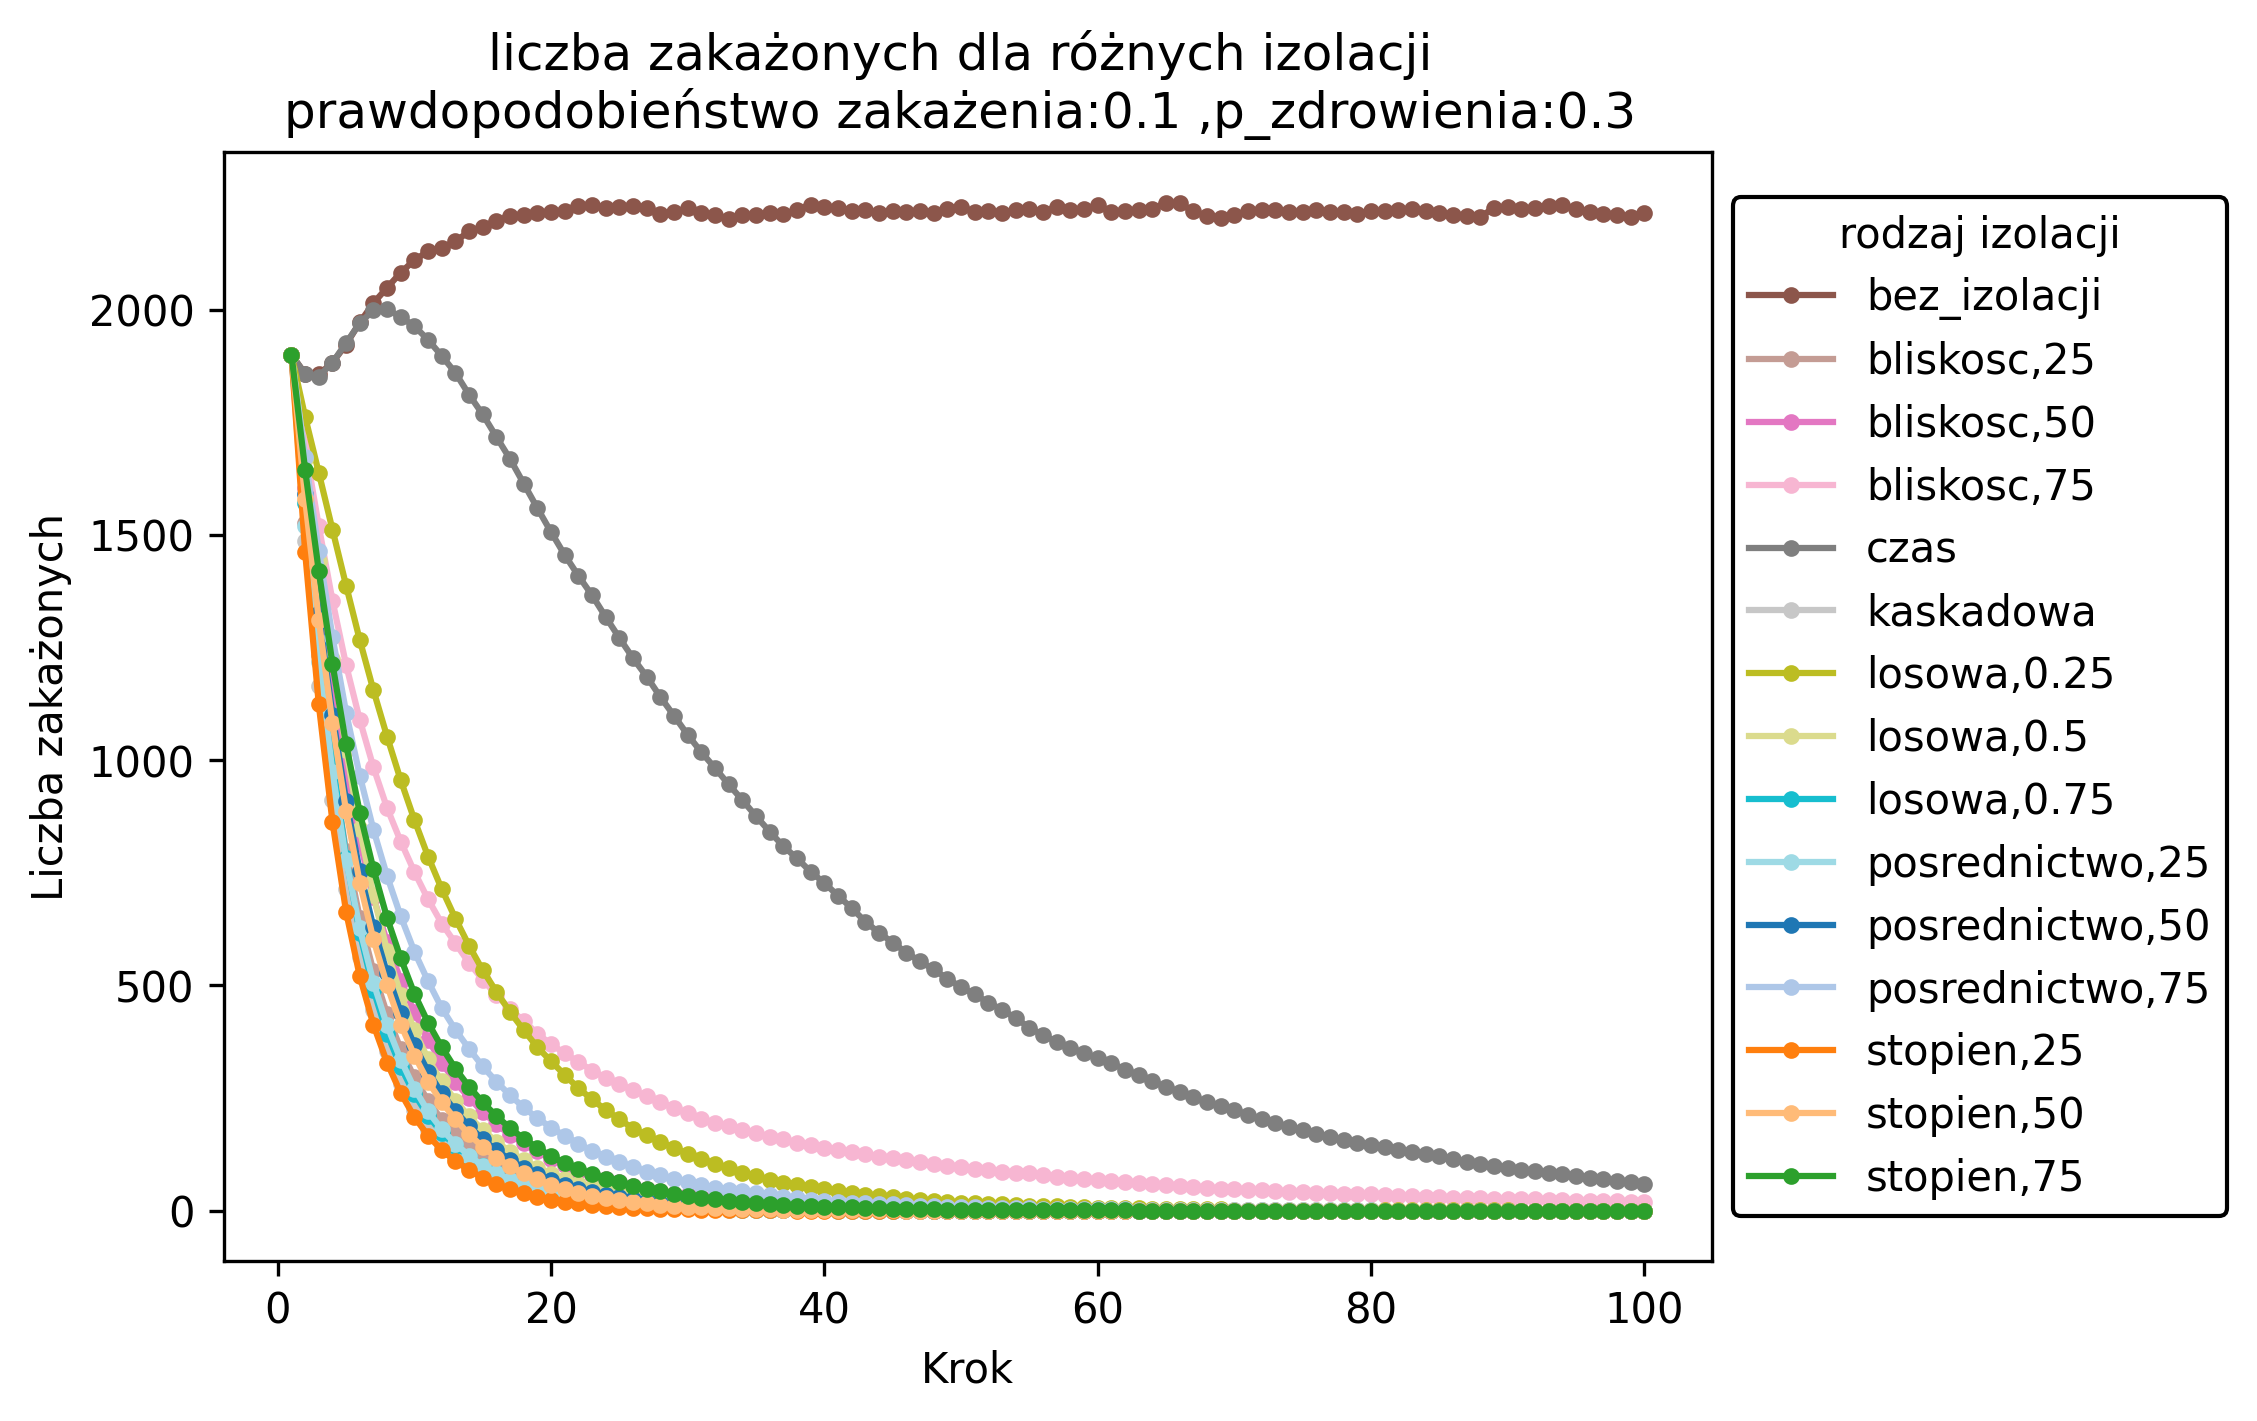 liczba zakażonych dla różnych izolacji
prawdopodobieństwo zakażenia:0.1 ,p_zdrowienia:0.3
Liczba zakażonych
2000
1500
1000
500
0
0 20 40 60 80 100
Krok
rodzaj izolacji
bez_izolacji
bliskosc,25
bliskosc,50
bliskosc,75
czas
kaskadowa
losowa,0.25
losowa,0.5
losowa,0.75
posrednictwo,25
posrednictwo,50
posrednictwo,75
stopien,25
stopien,50
stopien,75